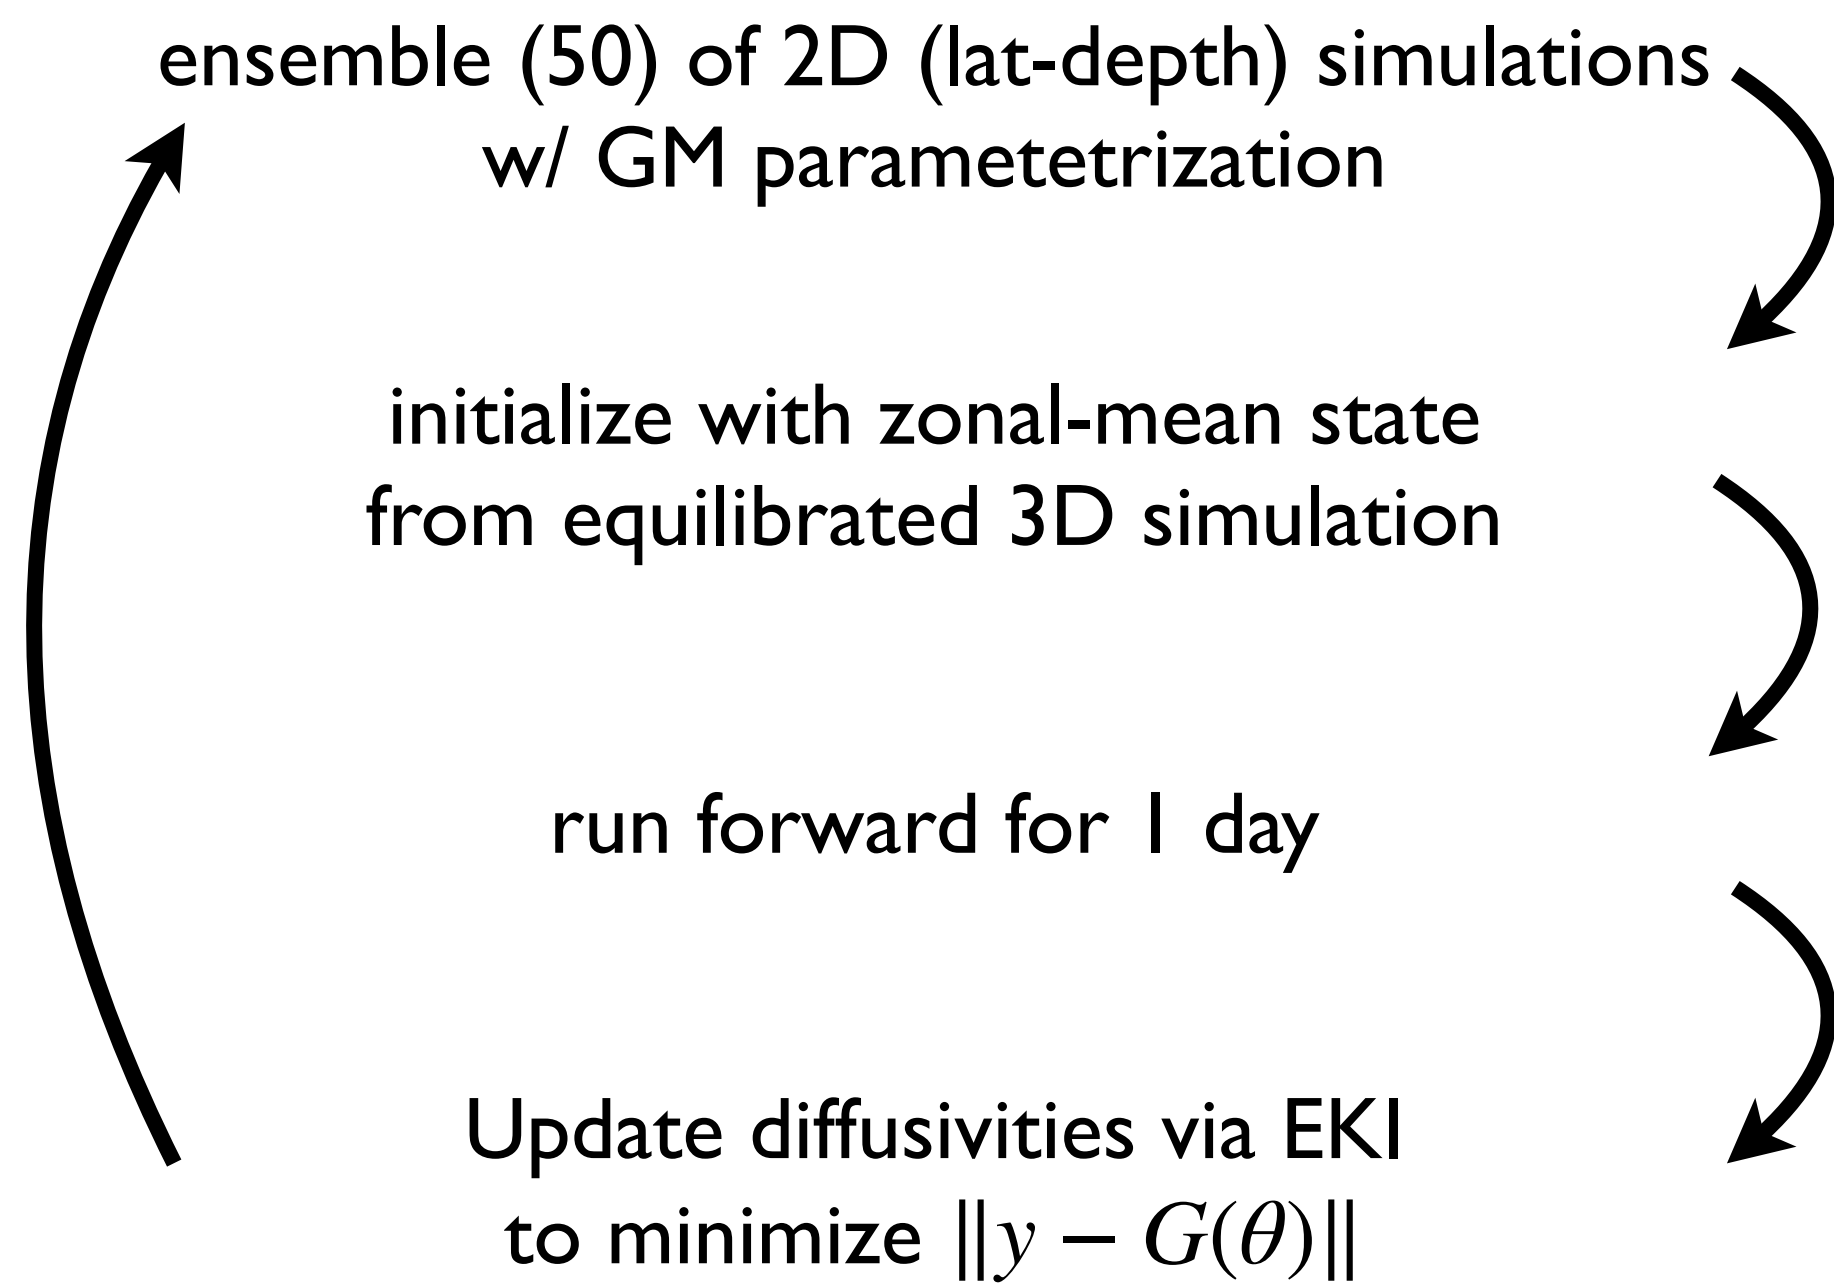 ensemble (50) of 2D (lat-depth) simulations
w/ GM parametetrization
initialize with zonal-mean state
from equilibrated 3D simulation
run forward for 1 day
Update diffusivities via EKI
to minimize ‖y − G(θ)‖